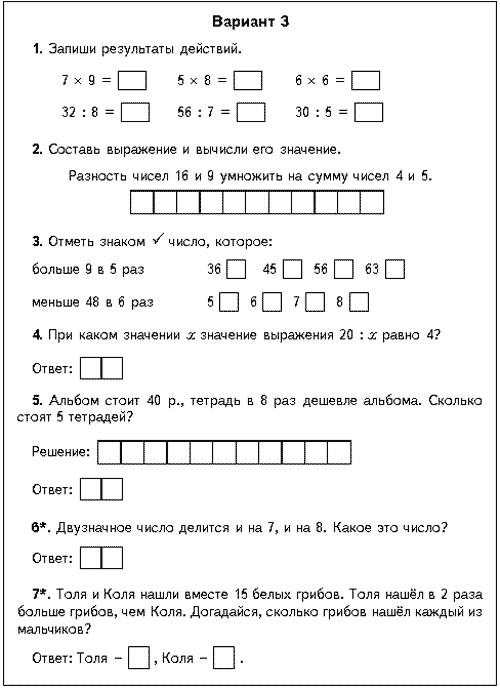 Вариант 3
1. Запиши результаты действий.
7 × 9 = 5 × 8 = 6 × 6 =
32 : 8 = 56 : 7 = 30 : 5 =
2. Составь выражение и вычисли его значение.
Разность чисел 16 и 9 умножить на сумму чисел 4 и 5.
3. Отметь знаком ✓ число, которое:
больше 9 в 5 раз 36 45 56 63
меньше 48 в 6 раз 5 6 7 8
4. При каком значении x значение выражения 20 : x равно 4?
Ответ:
5. Альбом стоит 40 р., тетрадь в 8 раз дешевле альбома. Сколько
стоят 5 тетрадей?
Решение:
Ответ:
6*. Двузначное число делится и на 7, и на 8. Какое это число?
Ответ:
7*. Толя и Коля нашли вместе 15 белых грибов. Толя нашёл в 2 раза
больше грибов, чем Коля. Догадайся, сколько грибов нашёл каждый из
мальчиков?
Ответ: Толя – , Коля – .